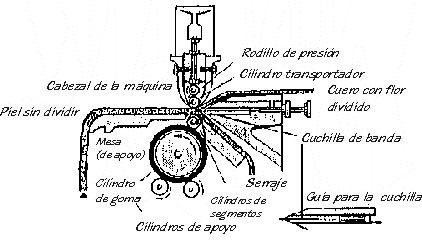 Rodillo de presión
Cilindro transportador
Cabezal de la máquina
Cuero con flor
dividido
Piel sin dividir
Cuchilla de banda
Mesa
(de apoyo)
Serraje
Cilindro
de goma
Cilindros de
segmentos
Guía para la cuchilla
Cilindros de apoyo